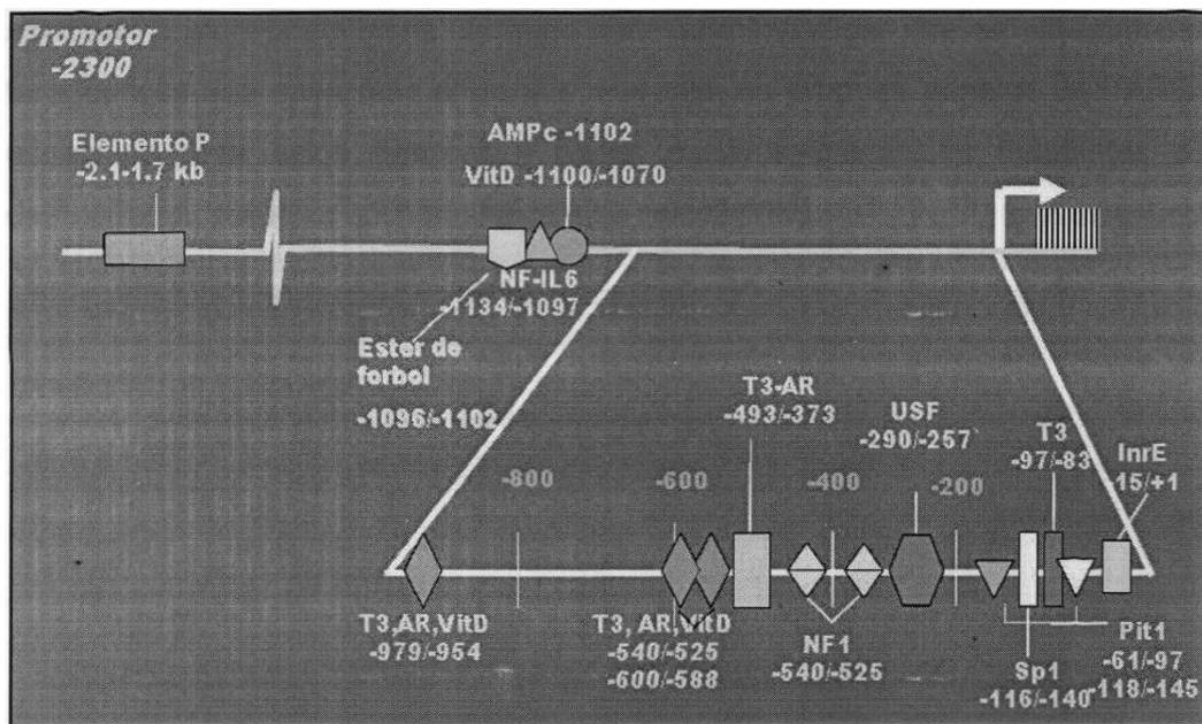 Promotor
-2300
Elemento P
-2.1-1.7 kb
AMPc -1102
VitD -1100/-1070
NF-IL6
-1134/-1097
Ester de
forbol
-1096/-1102
T3-AR
-493/-373
USF
-290/-257
T3
-97/-83
InrE
-15/+1
-800
-600
-400
-200
T3,AR,VitD
-979/-954
T3, AR,VitD
-540/-525
-600/-588
NF1
-540/-525
Sp1
-116/-140
Pit1
-61/-97
-118/-145